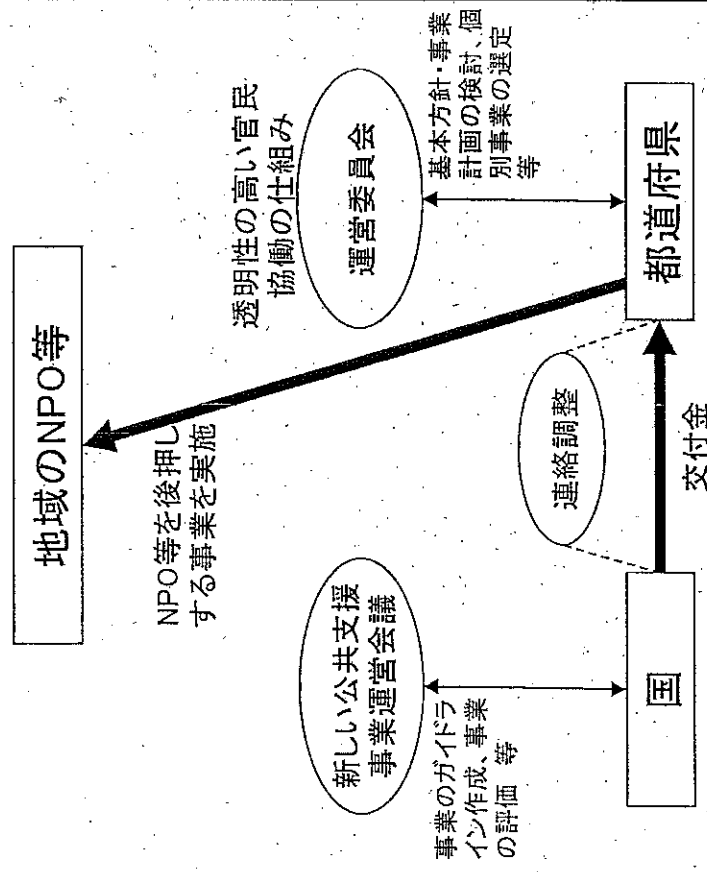 地域のNPO等
NPO等を後押し
する事業を実施
透明性の高い官民
協働の仕組み
新しい公共支援
事業運営会議
運営委員会
事業のガイドラ
イン作成、事業
の評価 等
連絡調整
基本方針・事業
計画の検討、個
別事業の選定
等
国
交付金
都道府県